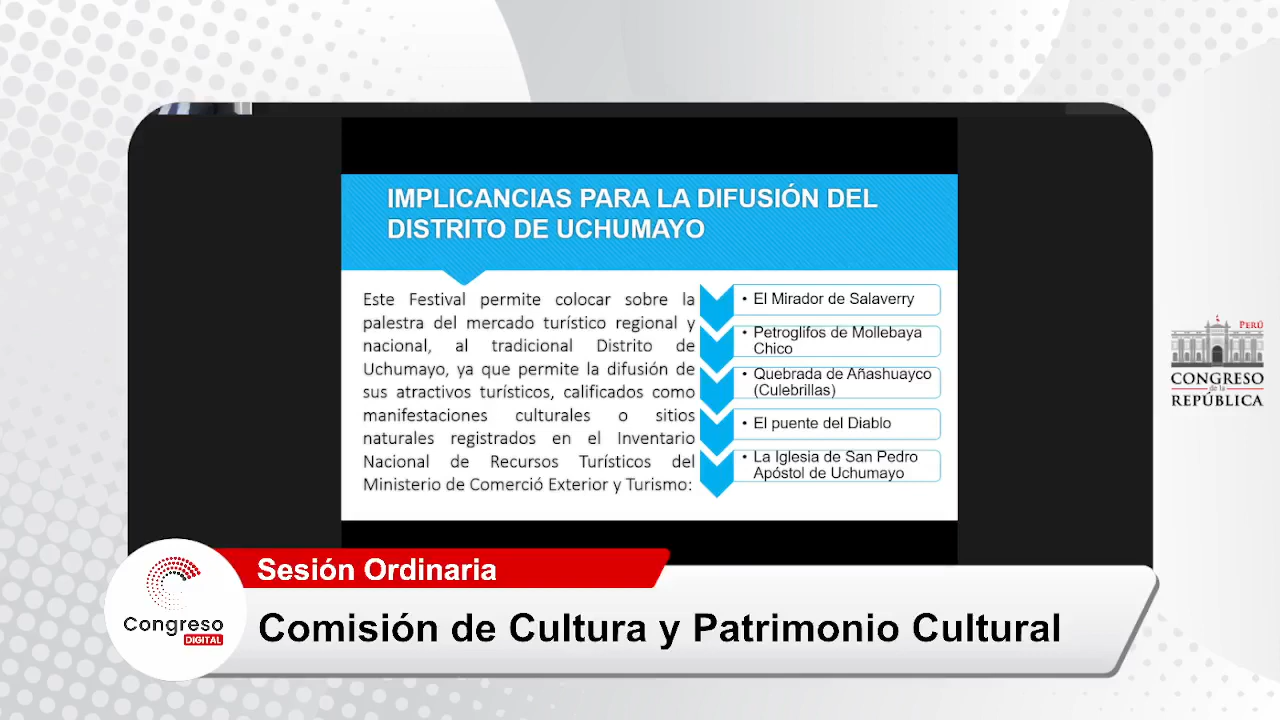 IMPLICANCIAS PARA LA DIFUSIÓN DEL
DISTRITO DE UCHUMAYO
Este Festival permite colocar sobre la
palestra del mercado turístico regional y
nacional, al tradicional Distrito de
Uchumayo, ya que permite la difusión de
sus atractivos turísticos, calificados como
manifestaciones culturales o sitios
naturales registrados en el Inventario
Nacional de Recursos Turísticos del
Ministerio de Comerció Exterior y Turismo:
• El Mirador de Salaverry
• Petroglifos de Mollebaya
Chico
• Quebrada de Añashuayco
(Culebrillas)
• El puente del Diablo
• La Iglesia de San Pedro
Apóstol de Uchumayo
PERÚ
CONGRESO
de la
REPÚBLICA
Sesión Ordinaria
Congreso
DIGITAL
Comisión de Cultura y Patrimonio Cultural